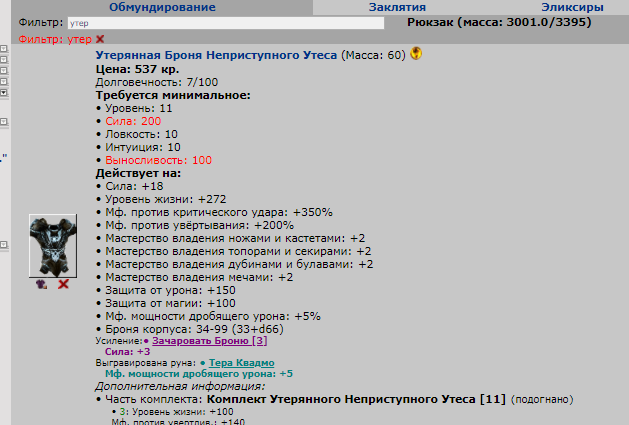 Обмундирование Заклятия Эликсиры
Фильтр: утер Рюкзак (масса: 3001.0/3395)
Фильтр: утер
Утерянная Броня Неприступного Утеса (Масса: 60)
Цена: 537 кр.
Долговечность: 7/100
Требуется минимальное:
• Уровень: 11
• Сила: 200
• Ловкость: 10
• Интуиция: 10
• Выносливость: 100
Действует на:
• Сила: +18
• Уровень жизни: +272
• Мф. против критического удара: +350%
• Мф. против увёртывания: +200%
• Мастерство владения ножами и кастетами: +2
• Мастерство владения топорами и секирами: +2
• Мастерство владения дубинами и булавами: +2
• Мастерство владения мечами: +2
• Защита от урона: +150
• Защита от магии: +100
• Мф. мощности дробящего урона: +5%
• Броня корпуса: 34-99 (33+d66)
Усиление:• Зачаровать Броню [3]
Сила: +3
Выгравирована руна: • Тера Квадмо
Мф. мощности дробящего урона: +5
Дополнительная информация:
• Часть комплекта: Комплект Утерянного Неприступного Утеса [11] (подогнано)
• 3: Уровень жизни: +100
Мф. против увертлив.: +140